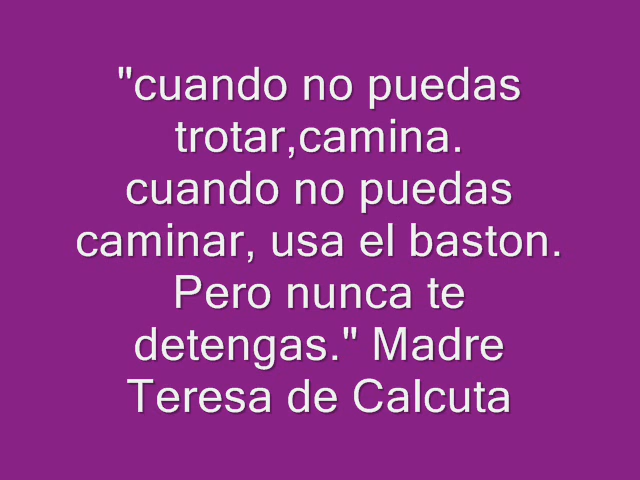 "cuando no puedas
trotar,camina.
cuando no puedas
caminar, usa el baston.
Pero nunca te
detengas." Madre
Teresa de Calcuta